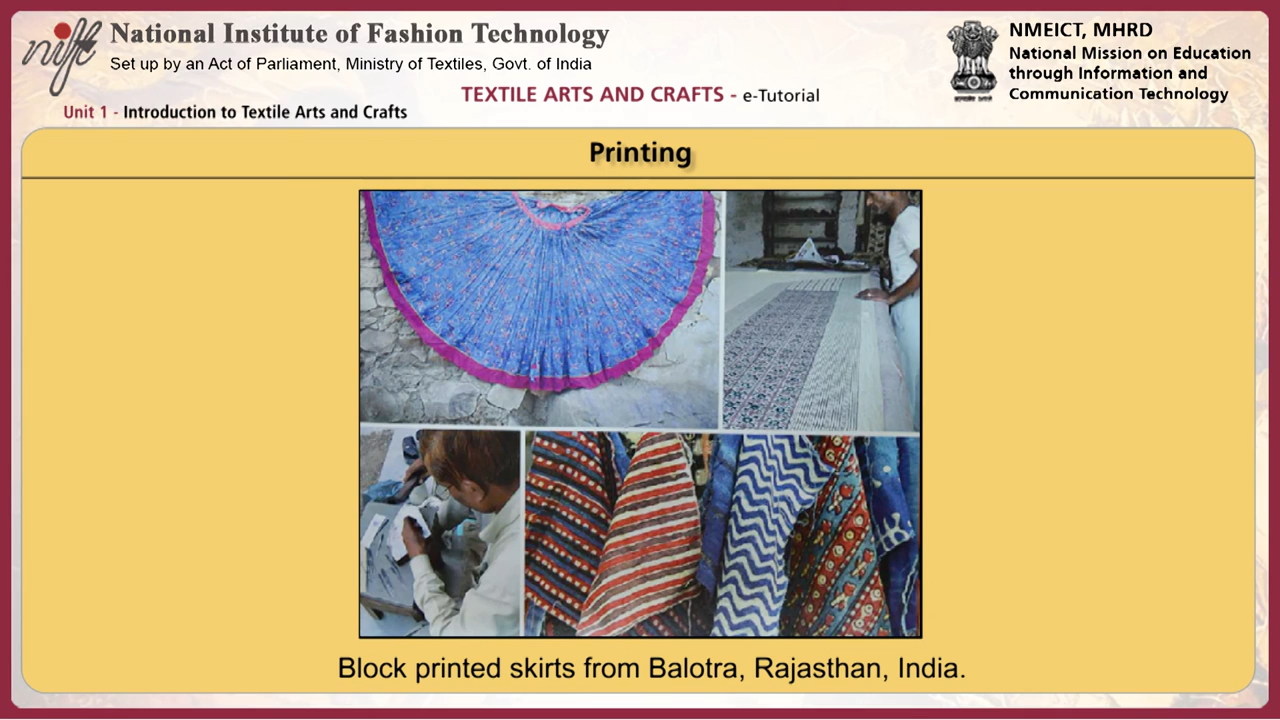 nift
National Institute of Fashion Technology
Set up by an Act of Parliament, Ministry of Textiles, Govt. of India
NMEICT, MHRD
National Mission on Education
through Information and
Communication Technology
TEXTILE ARTS AND CRAFTS - e-Tutorial
Unit 1 - Introduction to Textile Arts and Crafts
Printing
Block printed skirts from Balotra, Rajasthan, India.